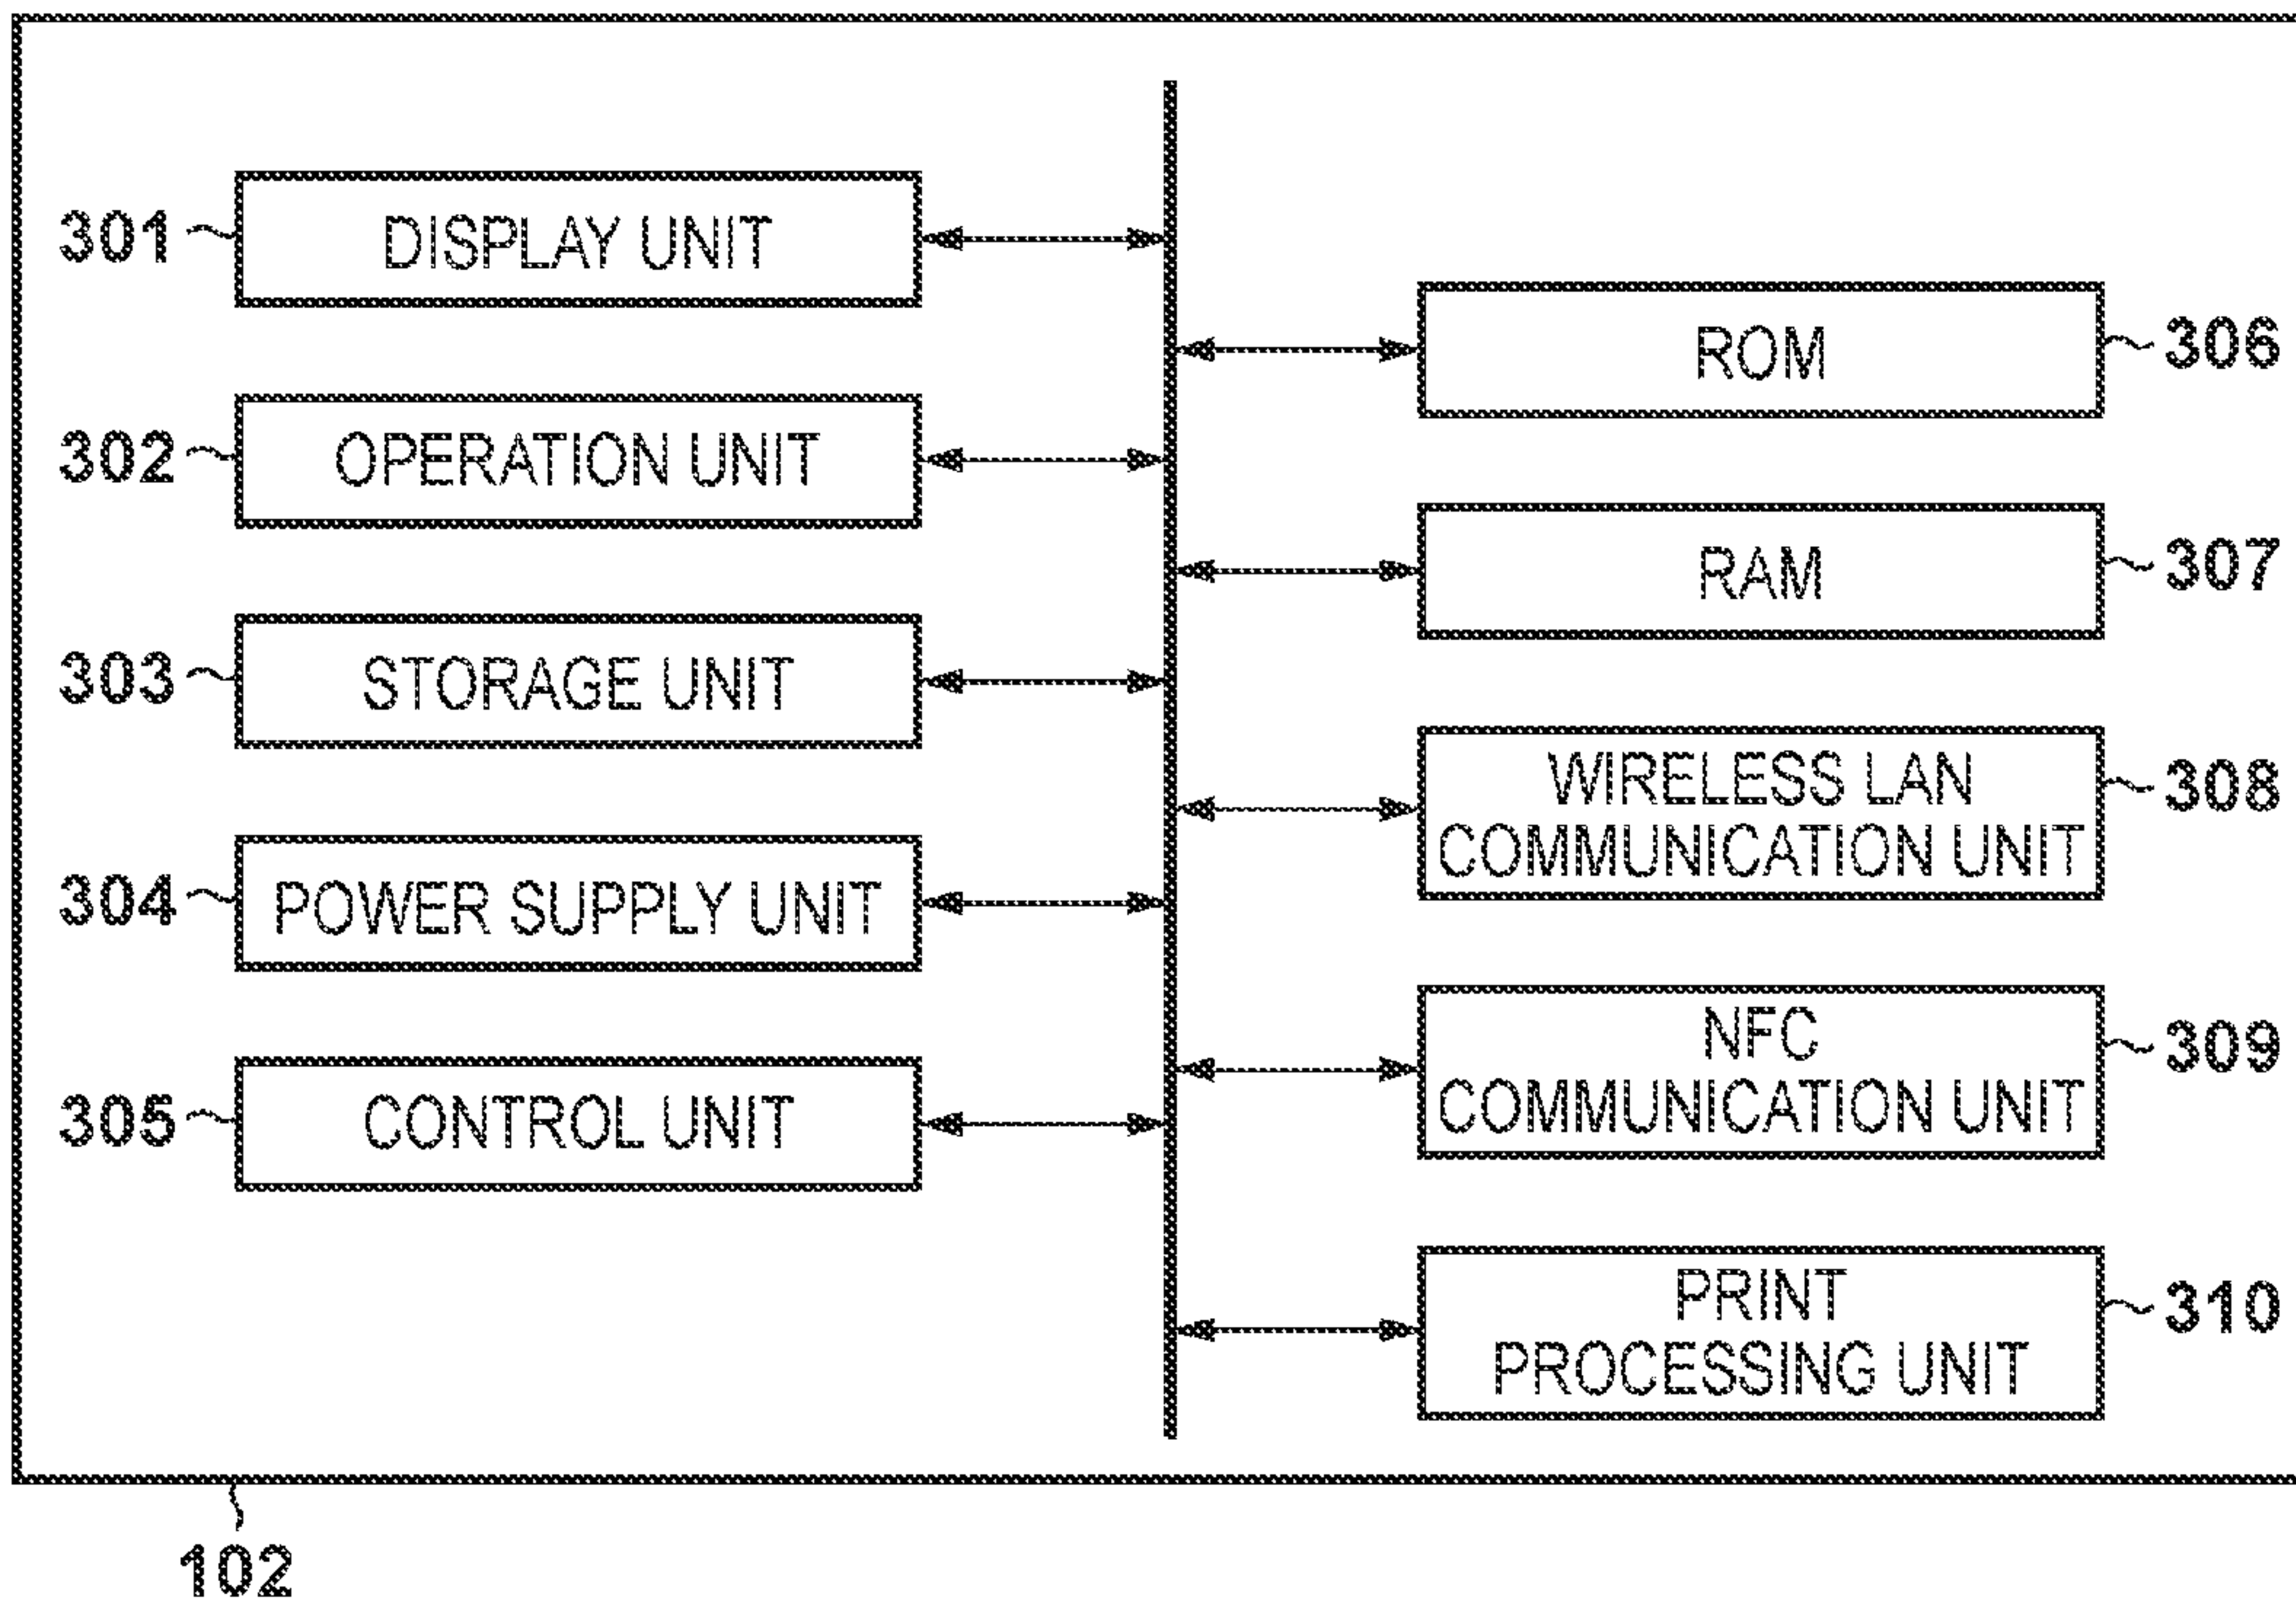 301 DISPLAY UNIT
302 OPERATION UNIT
303 STORAGE UNIT
304 POWER SUPPLY UNIT
305 CONTROL UNIT
ROM 306
RAM 307
WIRELESS LAN
COMMUNICATION UNIT 308
NFC
COMMUNICATION UNIT 309
PRINT
PROCESSING UNIT 310
102